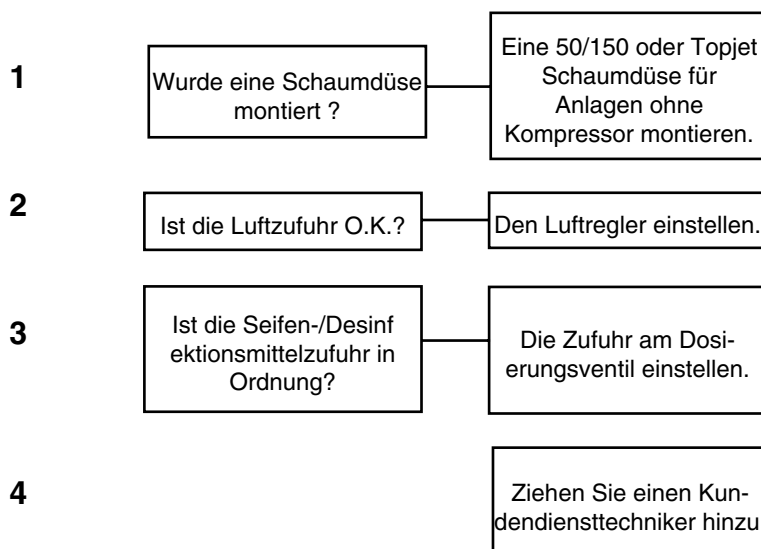 1
Wurde eine Schaumdüse
montiert ?
Eine 50/150 oder Topjet
Schaumdüse für
Anlagen ohne
Kompressor montieren.
2
Ist die Luftzufuhr O.K.?
Den Luftregler einstellen.
3
Ist die Seifen-/Desinf
ektionsmittelzufuhr in
Ordnung?
Die Zufuhr am Dosi-
erungsventil einstellen.
4
Ziehen Sie einen Kun-
dendiensttechniker hinzu